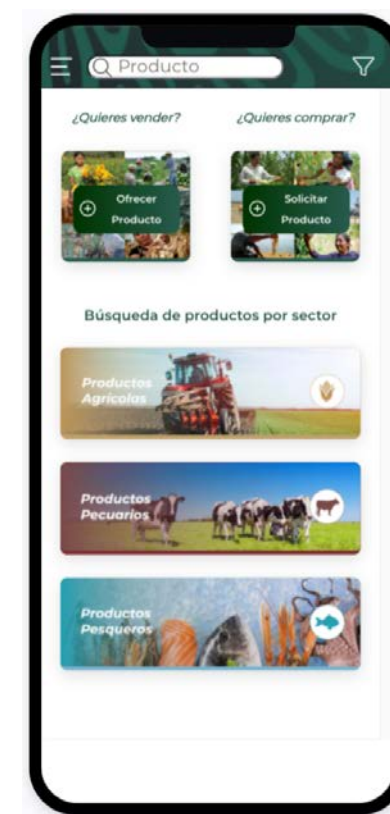 Producto
¿Quieres vender?
¿Quieres comprar?
Ofrecer
Producto
Solicitar
Producto
Búsqueda de productos por sector
Productos
Agrícolas
Productos
Pecuarios
Productos
Pesqueros